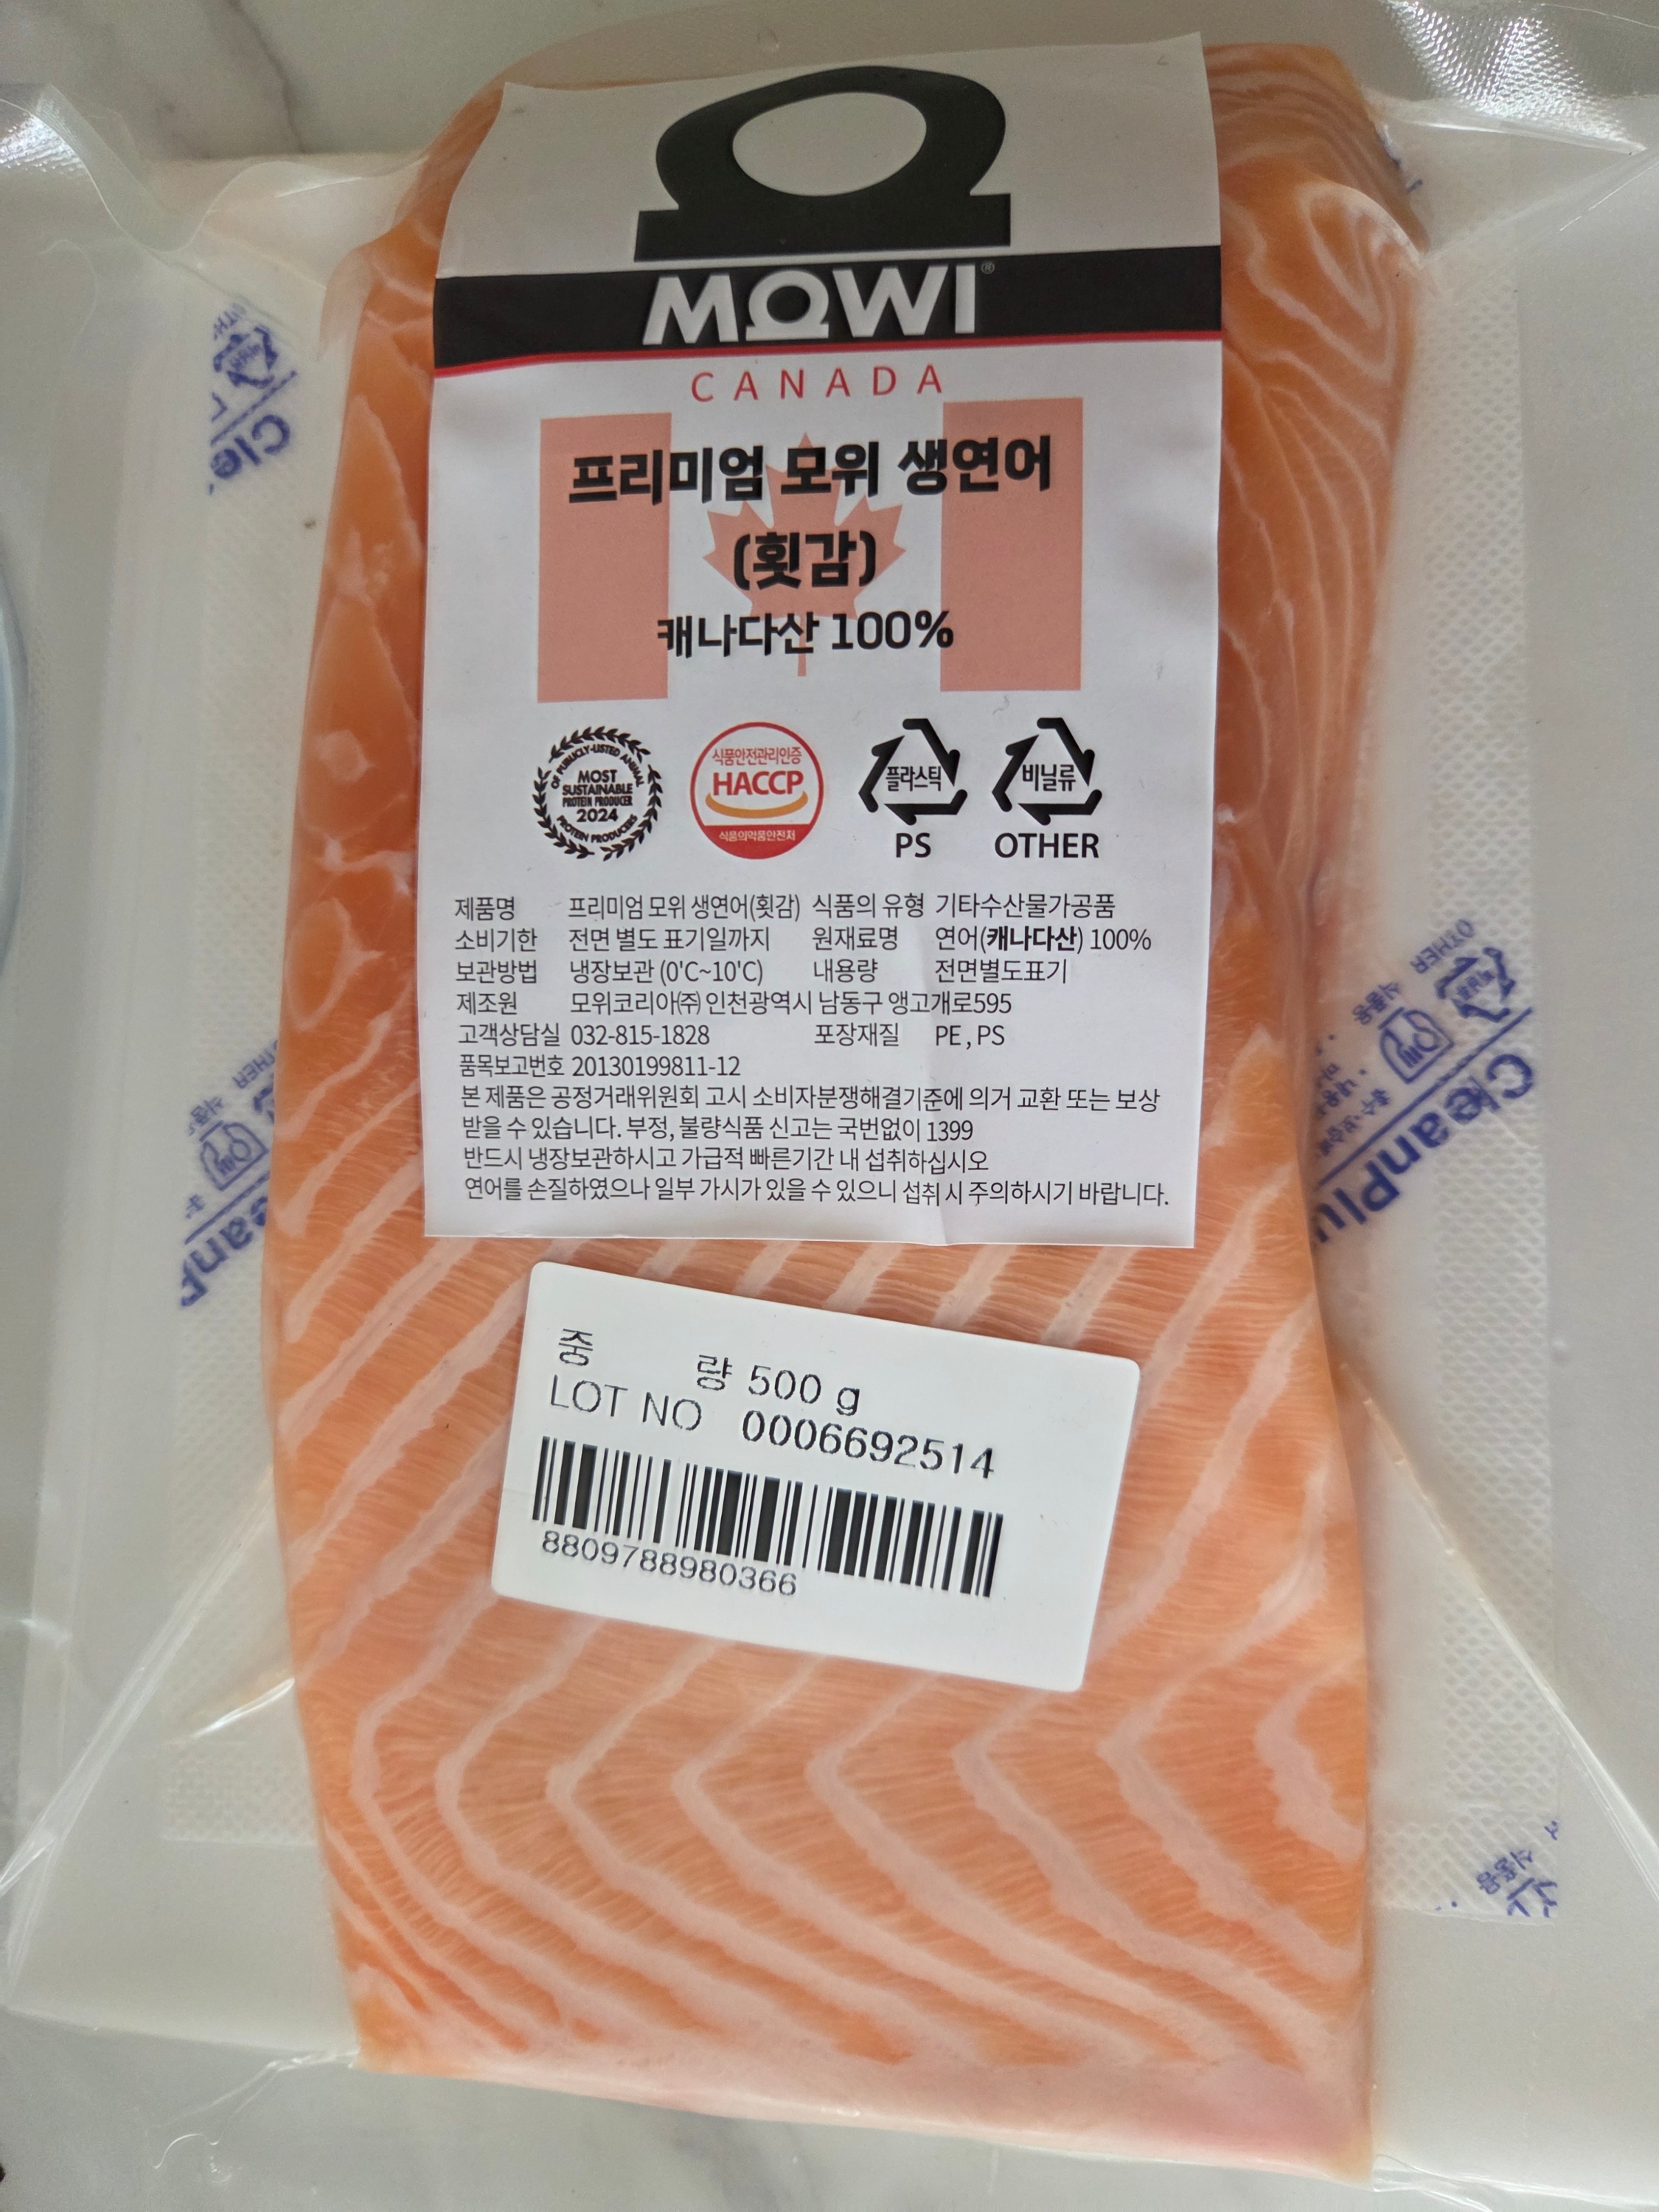 MOWI®
CANADA
프리미엄 모위 생연어
(횟감)
캐나다산 100%
OF PUBLICLY-LISTED ANIMAL
MOST
SUSTAINABLE
PROTEIN PRODUCER
2024
PROTEIN PRODUCERS
식품안전관리인증
HACCP
식품의약품안전처
플라스틱
PS
비닐류
OTHER
제품명 프리미엄 모위 생연어(횟감) 식품의 유형 기타수산물가공품
소비기한 전면 별도 표기일까지 원재료명 연어(캐나다산) 100%
보관방법 냉장보관 (0'C~10'C) 내용량 전면별도표기
제조원 모위코리아㈜ 인천광역시 남동구 앵고개로595
고객상담실 032-815-1828 포장재질 PE, PS
품목보고번호 20130199811-12
본 제품은 공정거래위원회 고시 소비자분쟁해결기준에 의거 교환 또는 보상
받을 수 있습니다. 부정, 불량식품 신고는 국번없이 1399
반드시 냉장보관하시고 가급적 빠른기간 내 섭취하십시오
연어를 손질하였으나 일부 가시가 있을 수 있으니 섭취 시 주의하시기 바랍니다.
중 량 500 g
LOT NO 0006692514
8809788980366
OTHER
식품용
CleanPlu